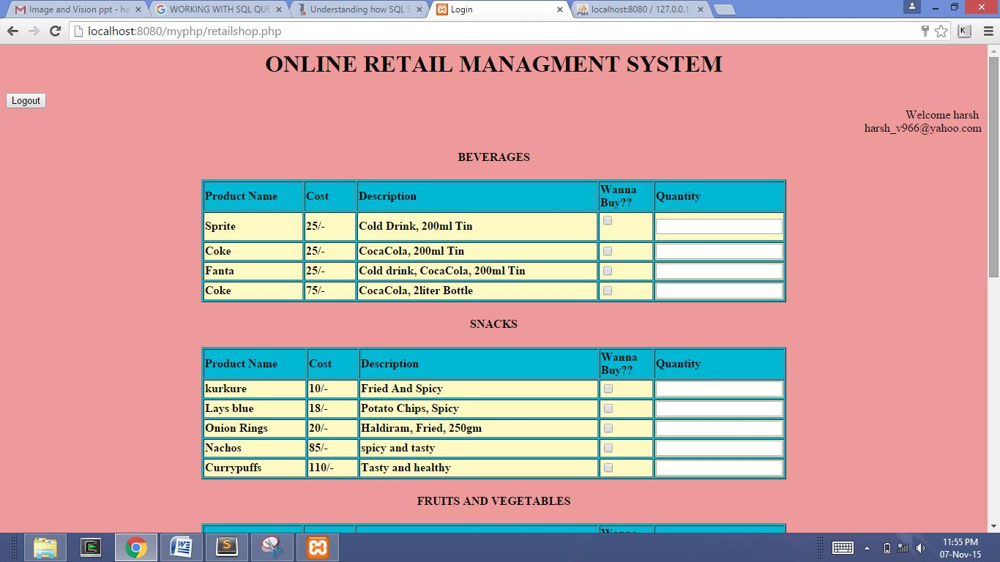 Image and Vision ppt - ha
WORKING WITH SQL QUE
Understanding how SQL S
Login
localhost:8080 / 127.0.0.1
localhost:8080/myphp/retailshop.php
ONLINE RETAIL MANAGMENT SYSTEM
Logout
Welcome harsh
harsh_v966@yahoo.com
BEVERAGES
Product Name Cost Description Wanna Buy?? Quantity
Sprite 25/- Cold Drink, 200ml Tin
Coke 25/- CocaCola, 200ml Tin
Fanta 25/- Cold drink, CocaCola, 200ml Tin
Coke 75/- CocaCola, 2liter Bottle
SNACKS
Product Name Cost Description Wanna Buy?? Quantity
kurkure 10/- Fried And Spicy
Lays blue 18/- Potato Chips, Spicy
Onion Rings 20/- Haldiram, Fried, 250gm
Nachos 85/- spicy and tasty
Currypuffs 110/- Tasty and healthy
FRUITS AND VEGETABLES
Wanna
11:55 PM
07-Nov-15